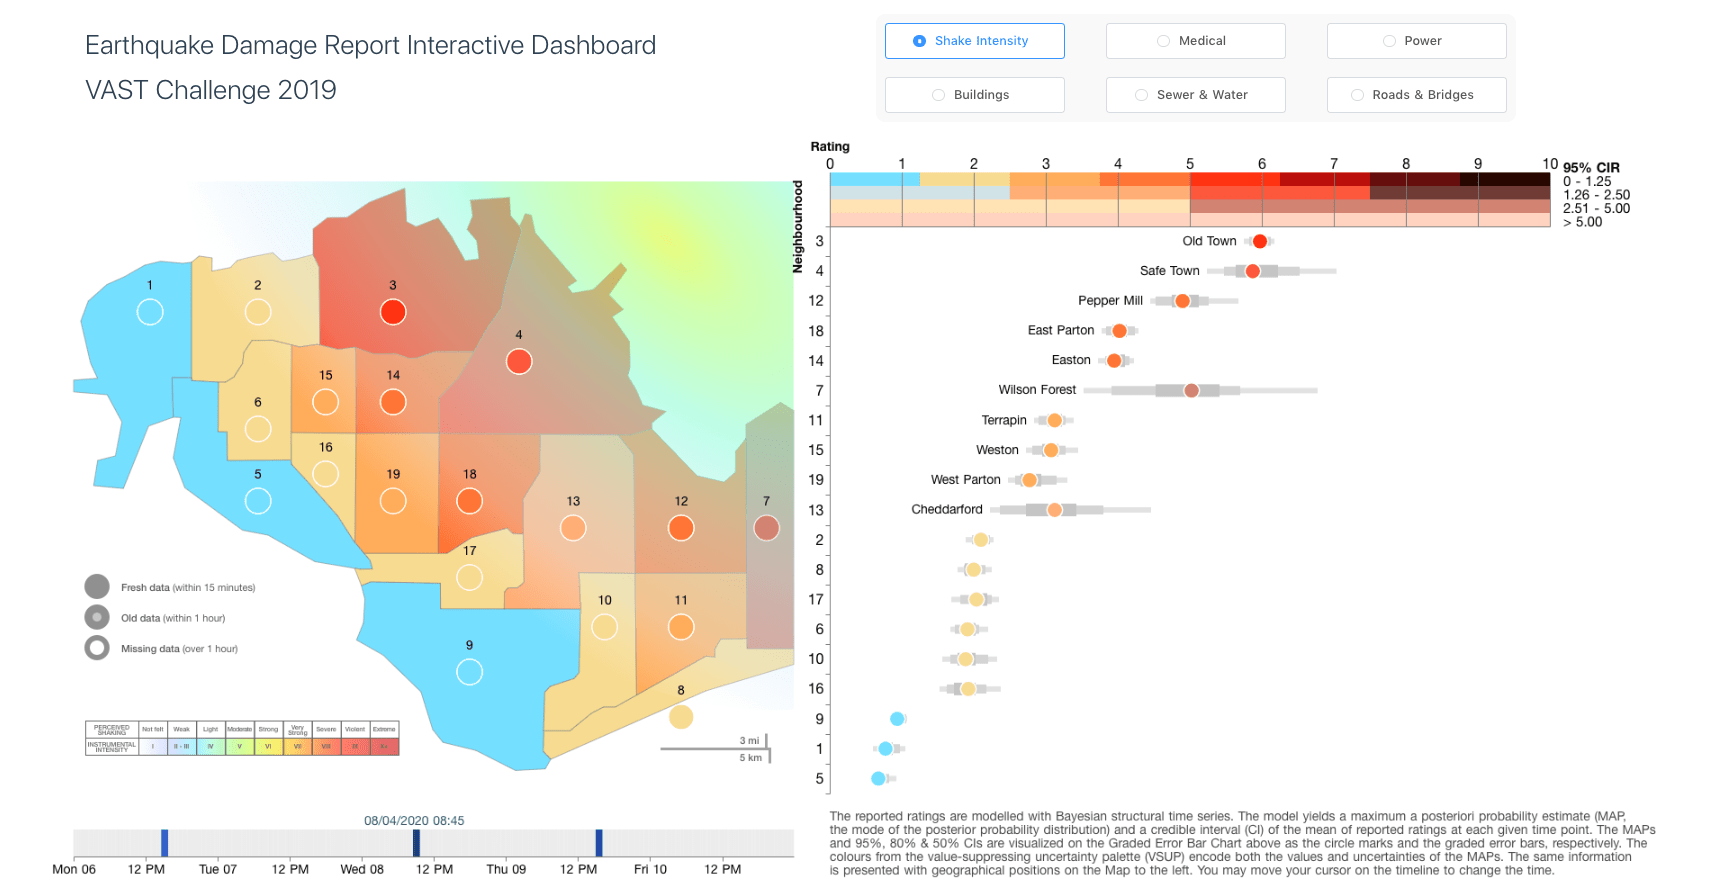 Earthquake Damage Report Interactive Dashboard
VAST Challenge 2019
Shake Intensity
Medical
Power
Buildings
Sewer & Water
Roads & Bridges
Rating
0 1 2 3 4 5 6 7 8 9 10
95% CIR
0 - 1.25
1.26 - 2.50
2.51 - 5.00
> 5.00
Neighbourhood
3 Old Town
4 Safe Town
12 Pepper Mill
18 East Parton
14 Easton
7 Wilson Forest
11 Terrapin
15 Weston
19 West Parton
13 Cheddarford
2
8
17
6
10
16
9
1
5
1
2
3
4
15
14
6
16
5
19
18
13
12
7
17
10
11
9
8
Fresh data (within 15 minutes)
Old data (within 1 hour)
Missing data (over 1 hour)
PERCEIVED SHAKING Not felt Weak Light Moderate Strong Very Strong Severe Violent Extreme
INSTRUMENTAL INTENSITY I II - III IV V VI VII VIII IX X+
3 mi
5 km
08/04/2020 08:45
Mon 06 12 PM Tue 07 12 PM Wed 08 12 PM Thu 09 12 PM Fri 10 12 PM
The reported ratings are modelled with Bayesian structural time series. The model yields a maximum a posteriori probability estimate (MAP,
the mode of the posterior probability distribution) and a credible interval (CI) of the mean of reported ratings at each given time point. The MAPs
and 95%, 80% & 50% CIs are visualized on the Graded Error Bar Chart above as the circle marks and the graded error bars, respectively. The
colours from the value-suppressing uncertainty palette (VSUP) encode both the values and uncertainties of the MAPs. The same information
is presented with geographical positions on the Map to the left. You may move your cursor on the timeline to change the time.